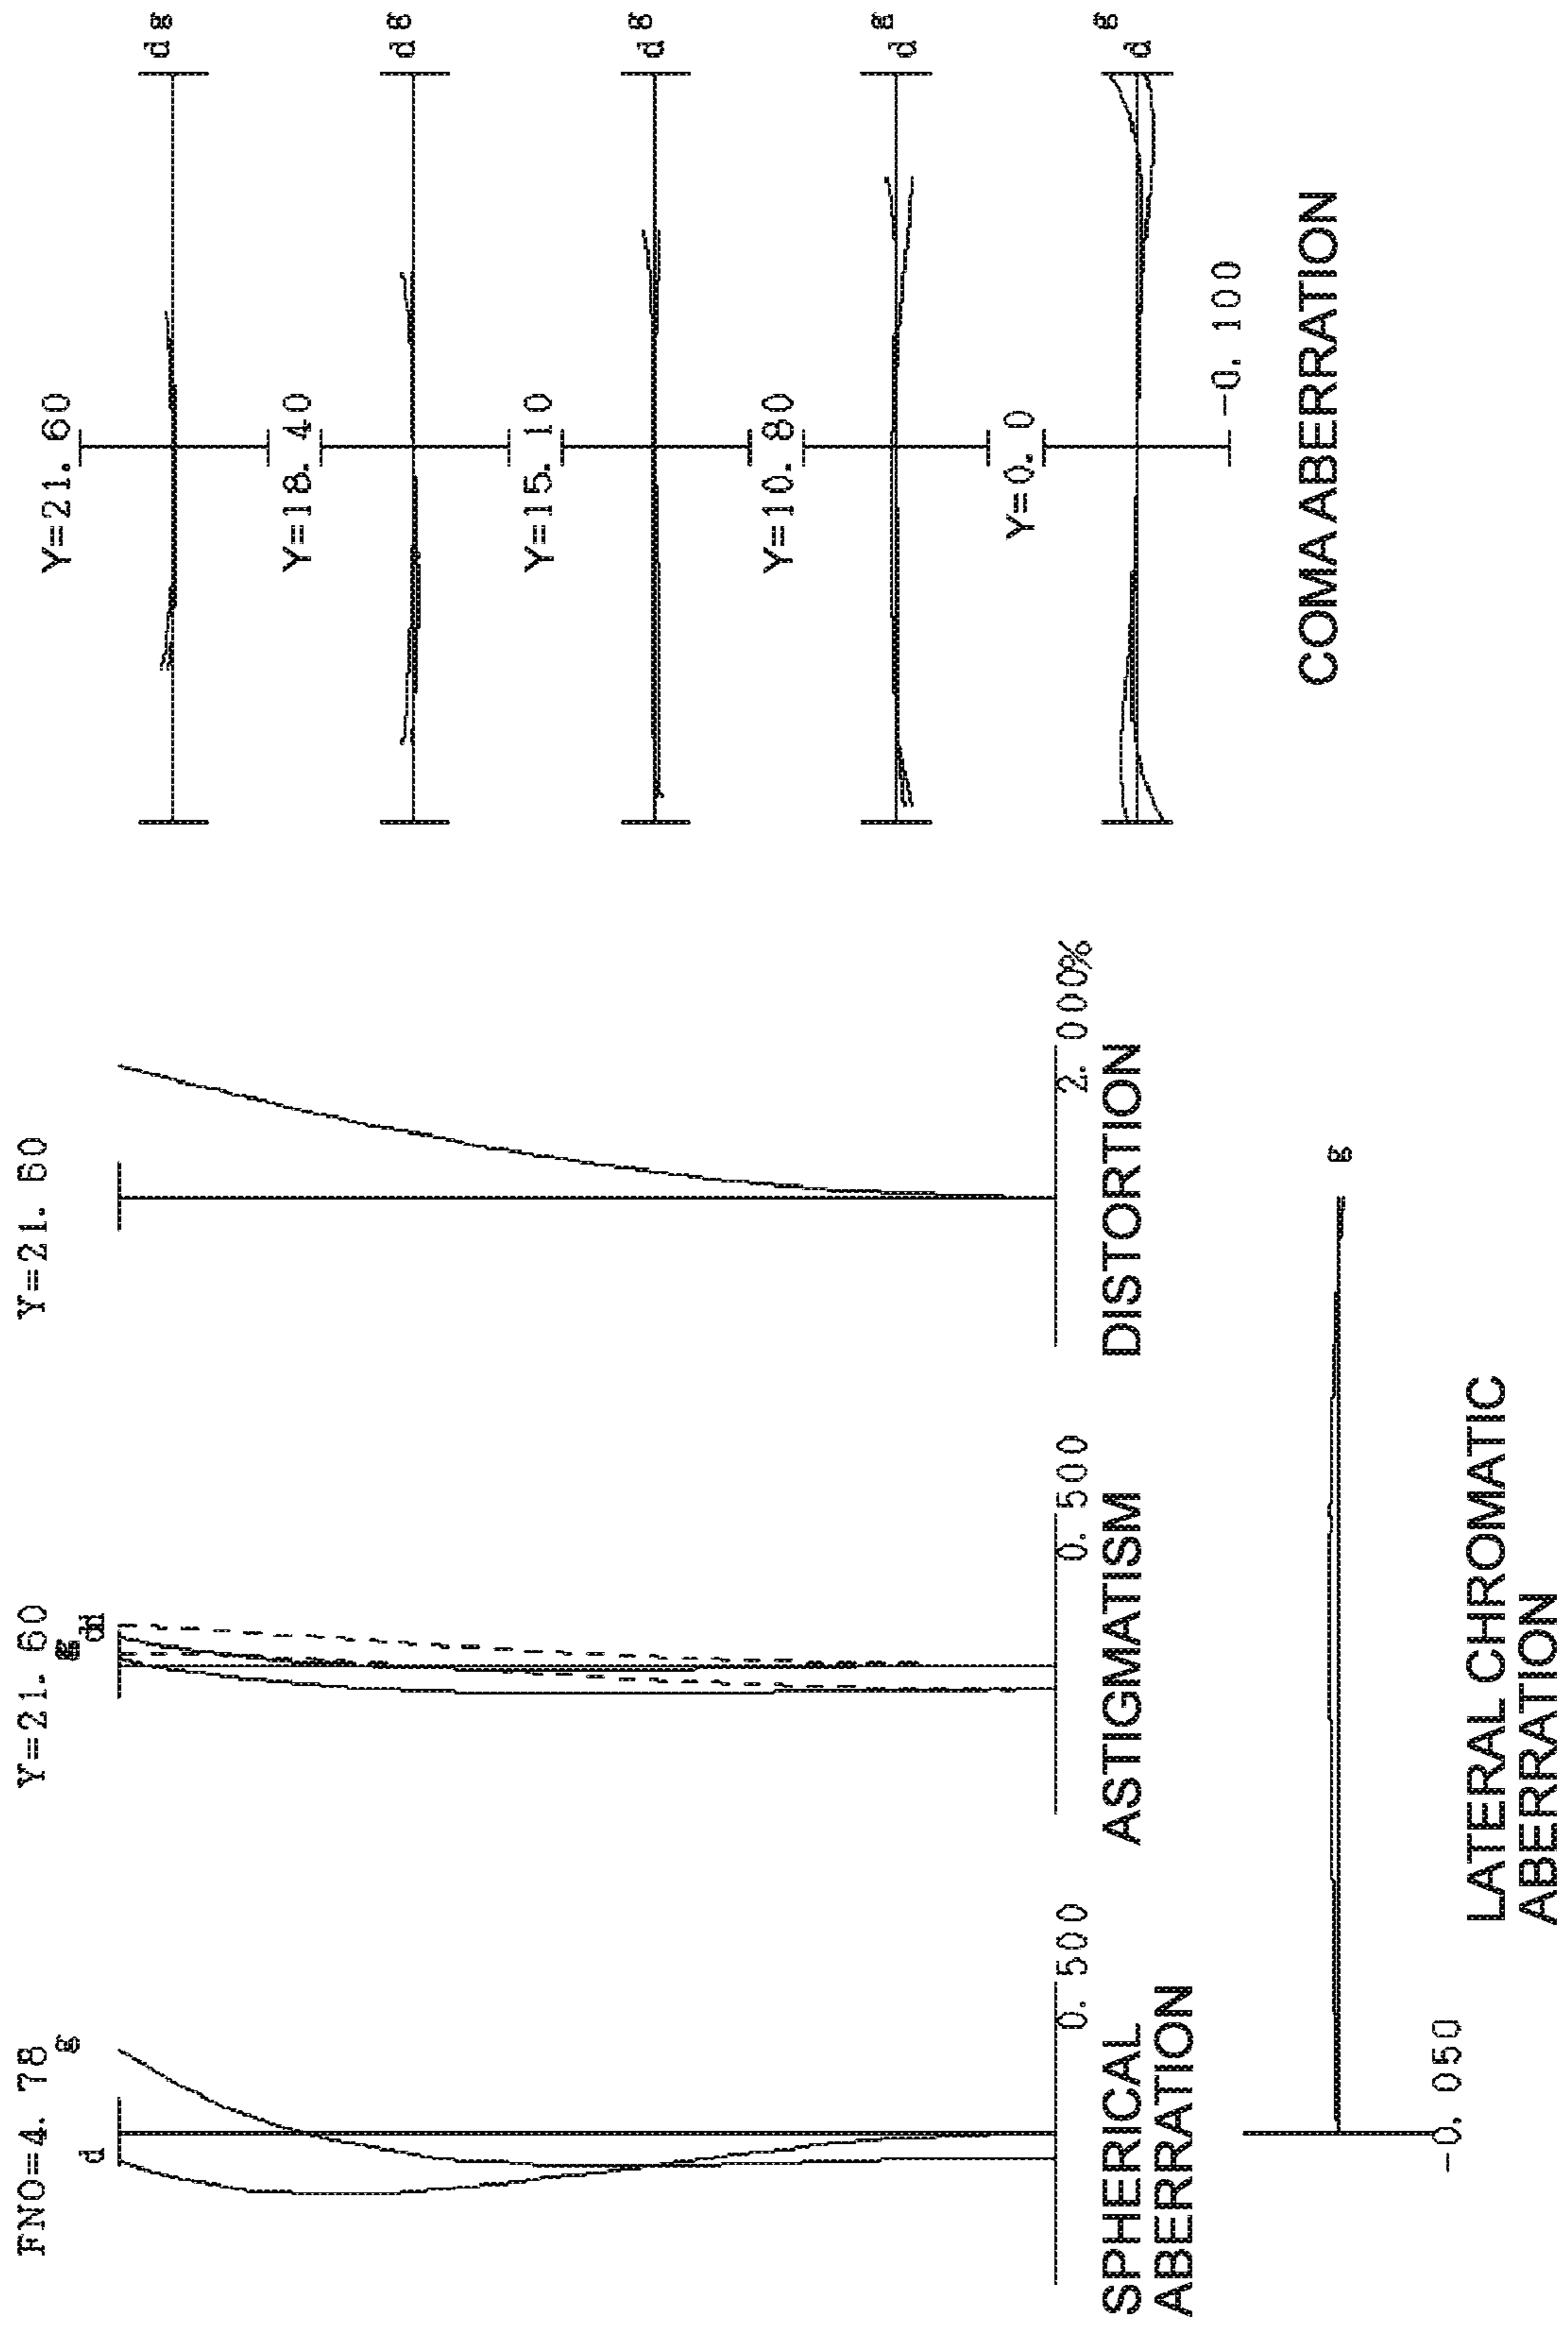 FNO=4. 78
g
d
0. 500
SPHERICAL
ABERRATION
Y=21. 60
g
d
0. 500
ASTIGMATISM
Y=21. 60
2. 000%
DISTORTION
Y=21. 60
d g
Y=18. 40
d g
Y=15. 10
d g
Y=10. 80
d g
Y=0. 0
d g
-0. 100
COMA ABERRATION
g
-0. 050
LATERAL CHROMATIC
ABERRATION